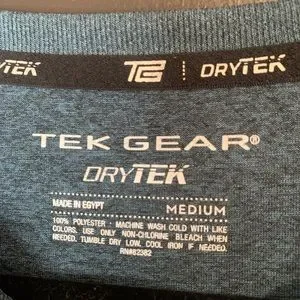 DRYTEK TG DRYTEK
TEK GEAR®
DRYTEK
MADE IN EGYPT MEDIUM
100% POLYESTER · MACHINE WASH COLD WITH LIKE
COLORS. USE ONLY NON-CHLORINE BLEACH WHEN
NEEDED. TUMBLE DRY LOW. COOL IRON IF NEEDED.
RN#82382